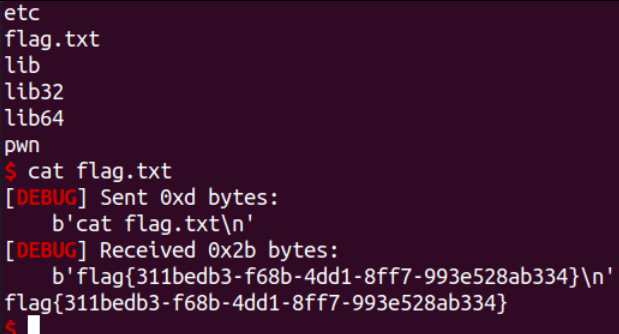 etc
flag.txt
lib
lib32
lib64
pwn
$ cat flag.txt
[DEBUG] Sent 0xd bytes:
    b'cat flag.txt\n'
[DEBUG] Received 0x2b bytes:
    b'flag{311bedb3-f68b-4dd1-8ff7-993e528ab334}\n'
flag{311bedb3-f68b-4dd1-8ff7-993e528ab334}
$